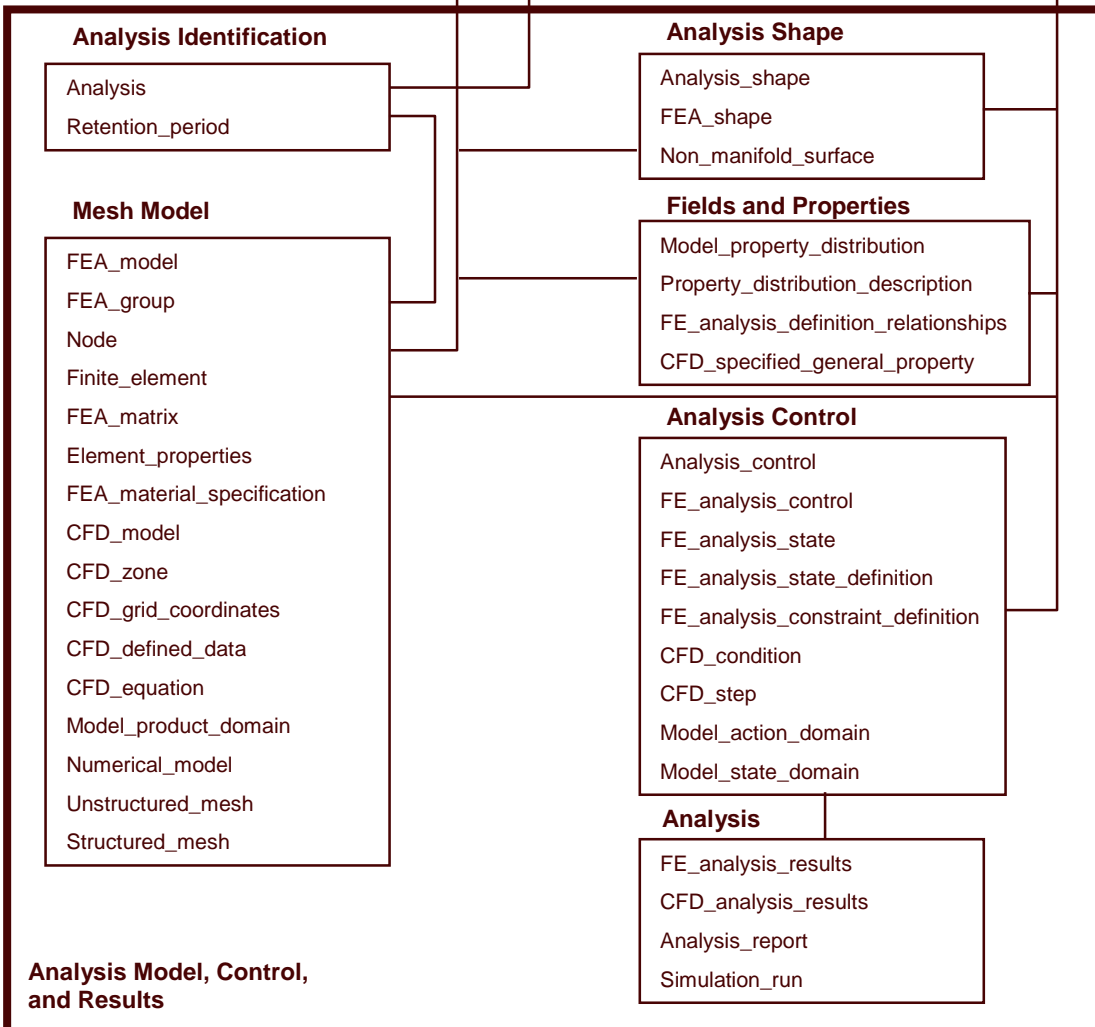 Analysis Identification
Analysis
Retention_period
Mesh Model
FEA_model
FEA_group
Node
Finite_element
FEA_matrix
Element_properties
FEA_material_specification
CFD_model
CFD_zone
CFD_grid_coordinates
CFD_defined_data
CFD_equation
Model_product_domain
Numerical_model
Unstructured_mesh
Structured_mesh
Analysis Shape
Analysis_shape
FEA_shape
Non_manifold_surface
Fields and Properties
Model_property_distribution
Property_distribution_description
FE_analysis_definition_relationships
CFD_specified_general_property
Analysis Control
Analysis_control
FE_analysis_control
FE_analysis_state
FE_analysis_state_definition
FE_analysis_constraint_definition
CFD_condition
CFD_step
Model_action_domain
Model_state_domain
Analysis
FE_analysis_results
CFD_analysis_results
Analysis_report
Simulation_run
Analysis Model, Control,
and Results